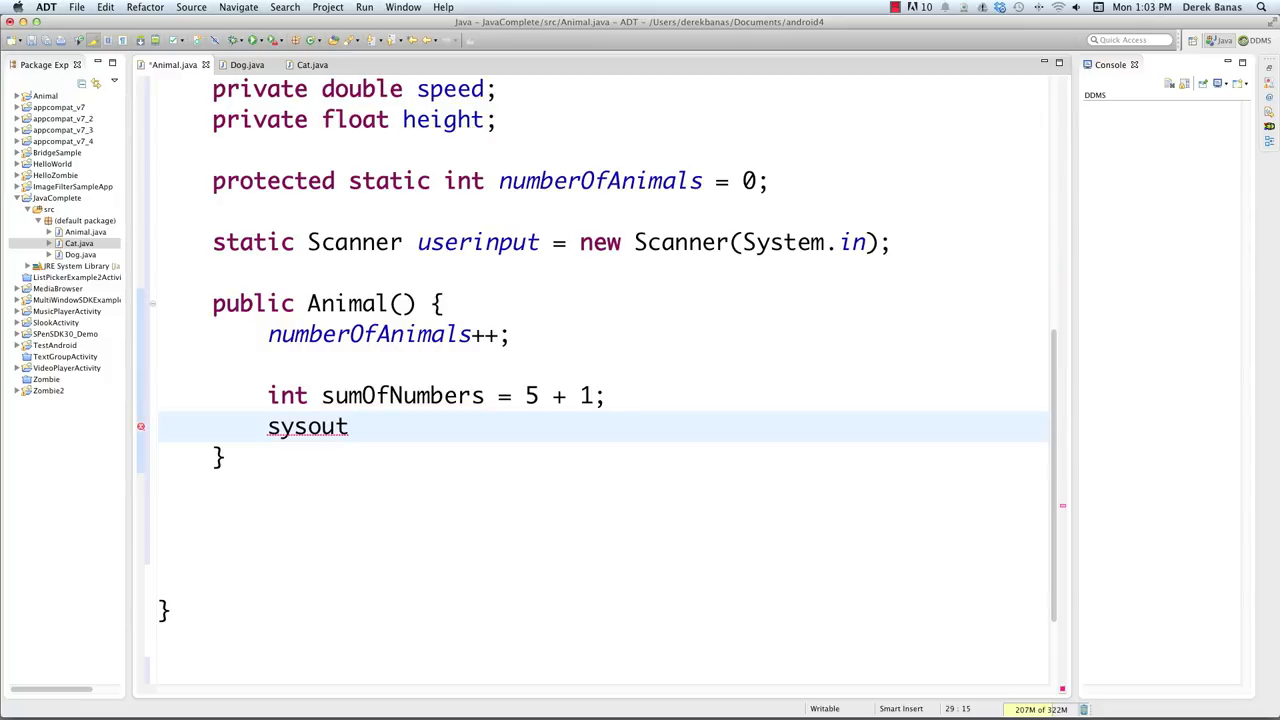 ADT File Edit Refactor Source Navigate Search Project Run Window Help 10 Mon 1:03 PM Derek Banas
Java – JavaComplete/src/Animal.java – ADT – /Users/derekbanas/Documents/android4
Quick Access Java DDMS
Package Exp
*Animal.java Dog.java Cat.java
Console
DDMS
Animal
appcompat_v7
appcompat_v7_2
appcompat_v7_3
appcompat_v7_4
BridgeSample
HelloWorld
HelloZombie
ImageFilterSampleApp
JavaComplete
src
(default package)
Animal.java
Cat.java
Dog.java
JRE System Library [Ja
ListPickerExample2Activi
MediaBrowser
MultiWindowSDKExample
MusicPlayerActivity
SlookActivity
SPenSDK30_Demo
TestAndroid
TextGroupActivity
VideoPlayerActivity
Zombie
Zombie2
private double speed;
private float height;
protected static int numberOfAnimals = 0;
static Scanner userinput = new Scanner(System.in);
public Animal() {
numberOfAnimals++;
int sumOfNumbers = 5 + 1;
sysout
}
}
Writable Smart Insert 29 : 15 207M of 322M